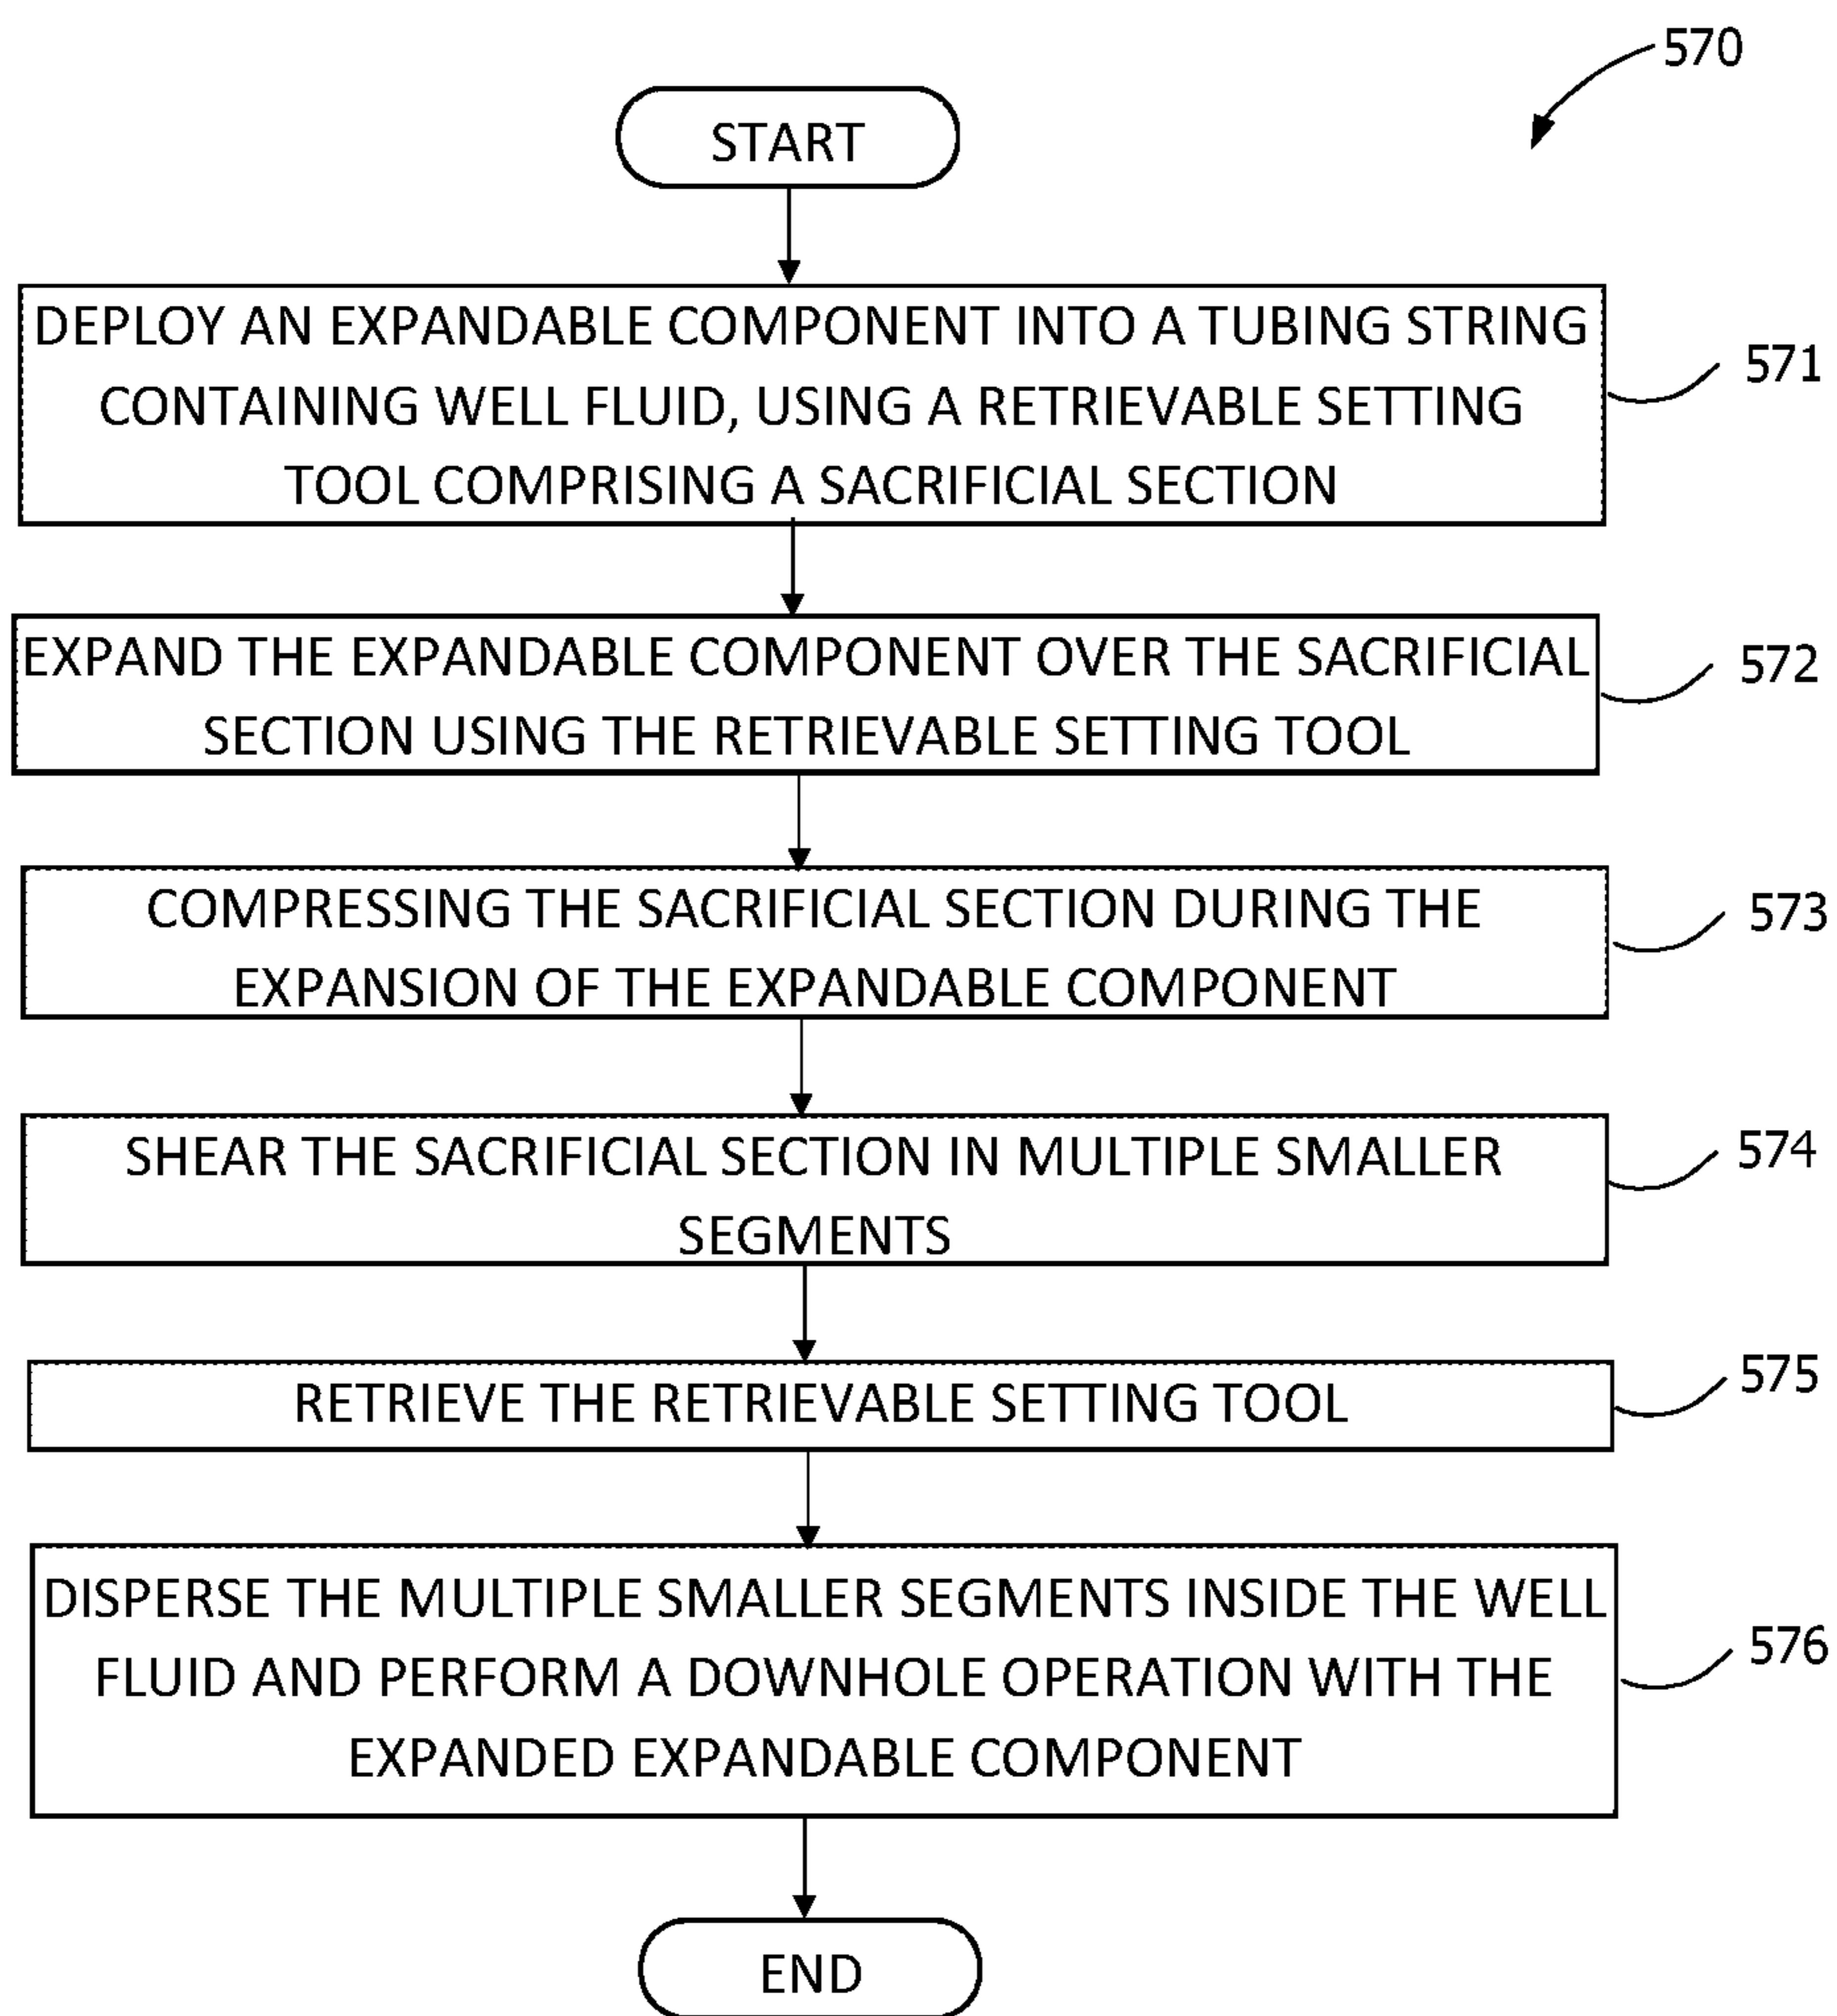 570
START
DEPLOY AN EXPANDABLE COMPONENT INTO A TUBING STRING
CONTAINING WELL FLUID, USING A RETRIEVABLE SETTING
TOOL COMPRISING A SACRIFICIAL SECTION
571
EXPAND THE EXPANDABLE COMPONENT OVER THE SACRIFICIAL
SECTION USING THE RETRIEVABLE SETTING TOOL
572
COMPRESSING THE SACRIFICIAL SECTION DURING THE
EXPANSION OF THE EXPANDABLE COMPONENT
573
SHEAR THE SACRIFICIAL SECTION IN MULTIPLE SMALLER
SEGMENTS
574
RETRIEVE THE RETRIEVABLE SETTING TOOL
575
DISPERSE THE MULTIPLE SMALLER SEGMENTS INSIDE THE WELL
FLUID AND PERFORM A DOWNHOLE OPERATION WITH THE
EXPANDED EXPANDABLE COMPONENT
576
END